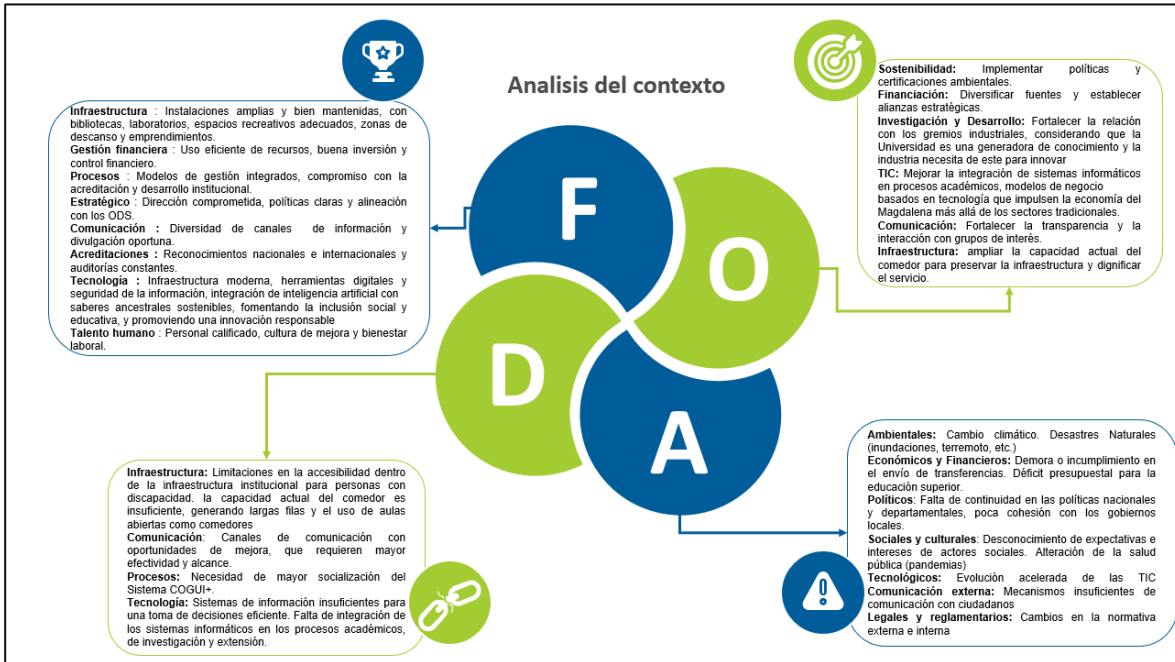 Analisis del contexto
Infraestructura : Instalaciones amplias y bien mantenidas, con
bibliotecas, laboratorios, espacios recreativos adecuados, zonas de
descanso y emprendimientos.
Gestión financiera : Uso eficiente de recursos, buena inversión y
control financiero.
Procesos : Modelos de gestión integrados, compromiso con la
acreditación y desarrollo institucional.
Estratégico : Dirección comprometida, políticas claras y alineación
con los ODS.
Comunicación : Diversidad de canales de información y
divulgación oportuna.
Acreditaciones : Reconocimientos nacionales e internacionales y
auditorías constantes.
Tecnología : Infraestructura moderna, herramientas digitales y
seguridad de la información, integración de inteligencia artificial con
saberes ancestrales sostenibles, fomentando la inclusión social y
educativa, y promoviendo una innovación responsable
Talento humano : Personal calificado, cultura de mejora y bienestar
laboral.
F
O
D
A
Sostenibilidad: Implementar políticas y
certificaciones ambientales.
Financiación: Diversificar fuentes y establecer
alianzas estratégicas.
Investigación y Desarrollo: Fortalecer la relación
con los gremios industriales, considerando que la
Universidad es una generadora de conocimiento y la
industria necesita de este para innovar
TIC: Mejorar la integración de sistemas informáticos
en procesos académicos, modelos de negocio
basados en tecnología que impulsen la economía del
Magdalena más allá de los sectores tradicionales.
Comunicación: Fortalecer la transparencia y la
interacción con grupos de interés.
Infraestructura: ampliar la capacidad actual del
comedor para preservar la infraestructura y dignificar
el servicio.
Infraestructura: Limitaciones en la accesibilidad dentro
de la infraestructura institucional para personas con
discapacidad. la capacidad actual del comedor es
insuficiente, generando largas filas y el uso de aulas
abiertas como comedores
Comunicación: Canales de comunicación con
oportunidades de mejora, que requieren mayor
efectividad y alcance.
Procesos: Necesidad de mayor socialización del
Sistema COGUI+.
Tecnología: Sistemas de información insuficientes para
una toma de decisiones eficiente. Falta de integración de
los sistemas informáticos en los procesos académicos,
de investigación y extensión.
Ambientales: Cambio climático. Desastres Naturales
(inundaciones, terremoto, etc.)
Económicos y Financieros: Demora o incumplimiento en
el envío de transferencias. Déficit presupuestal para la
educación superior.
Políticos: Falta de continuidad en las políticas nacionales
y departamentales, poca cohesión con los gobiernos
locales.
Sociales y culturales: Desconocimiento de expectativas e
intereses de actores sociales. Alteración de la salud
pública (pandemias)
Tecnológicos: Evolución acelerada de las TIC
Comunicación externa: Mecanismos insuficientes de
comunicación con ciudadanos
Legales y reglamentarios: Cambios en la normativa
externa e interna